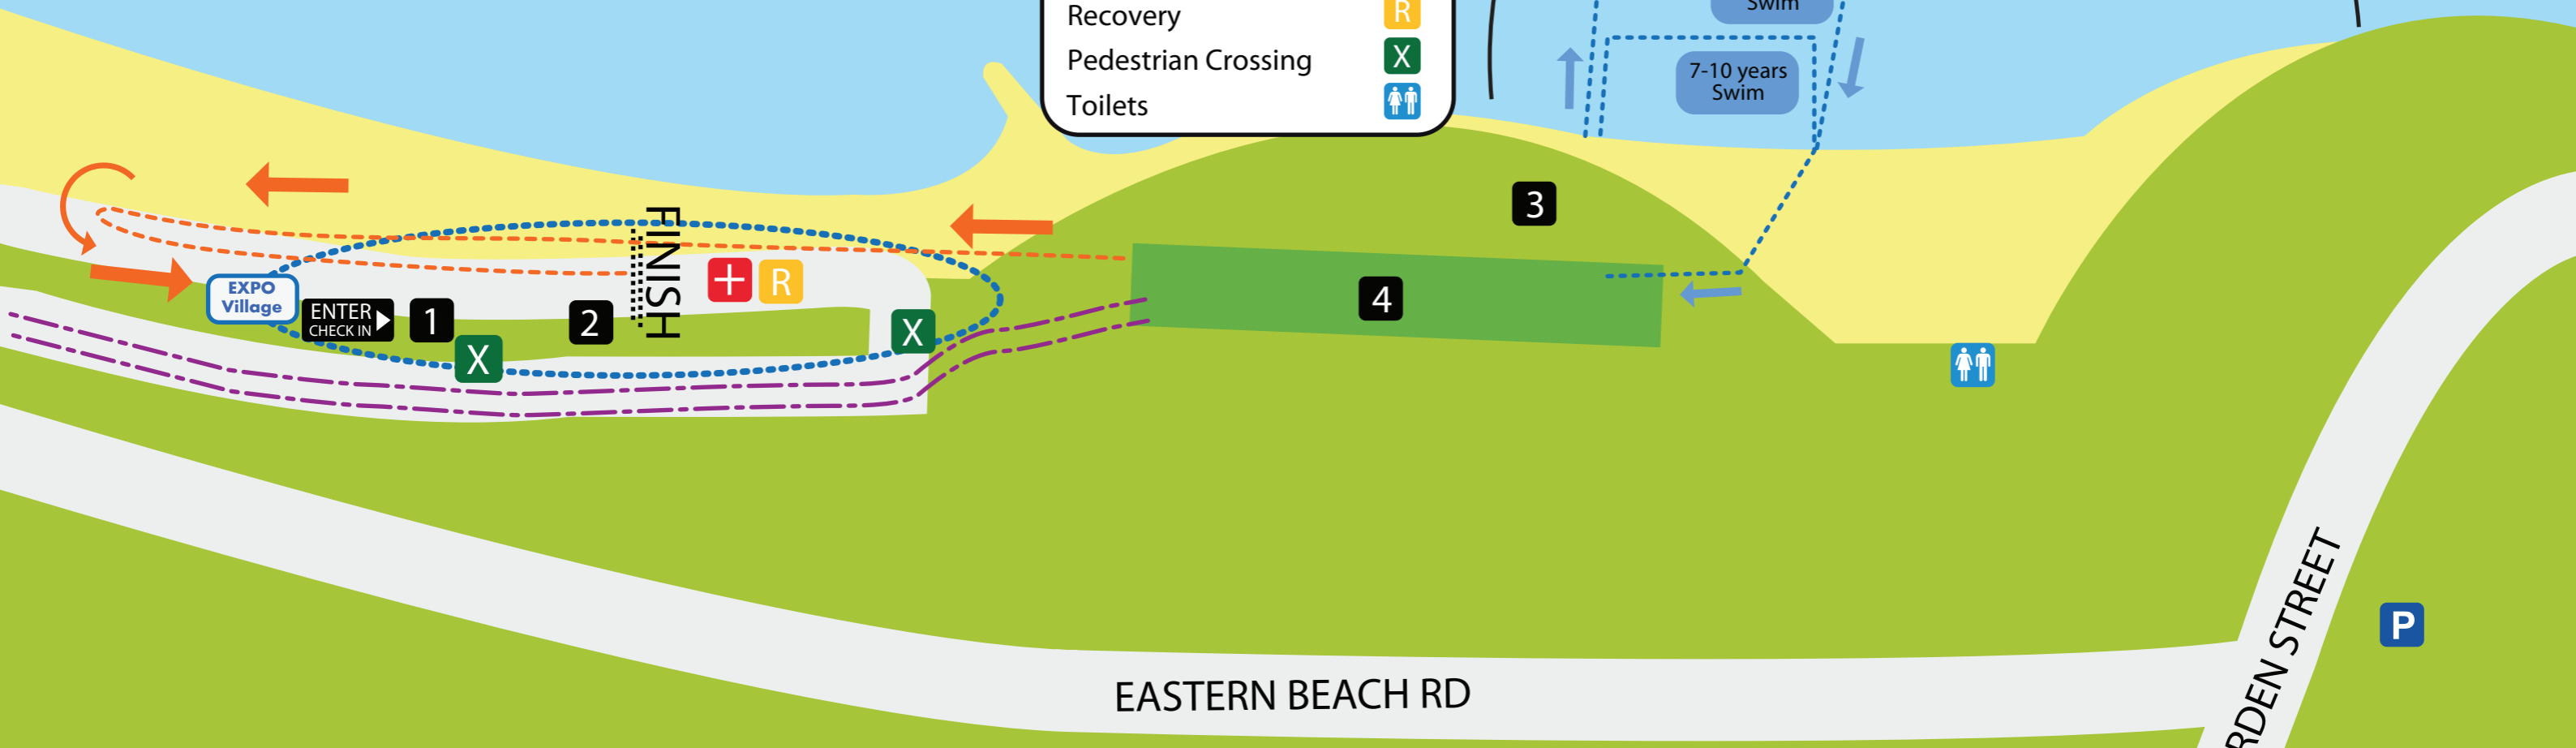 Swim
Recovery
R
Pedestrian Crossing
X
Toilets
7-10 years
Swim
3
FINISH
R
EXPO
Village
ENTER
CHECK IN
1
2
X
X
4
P
EASTERN BEACH RD
RDEN STREET